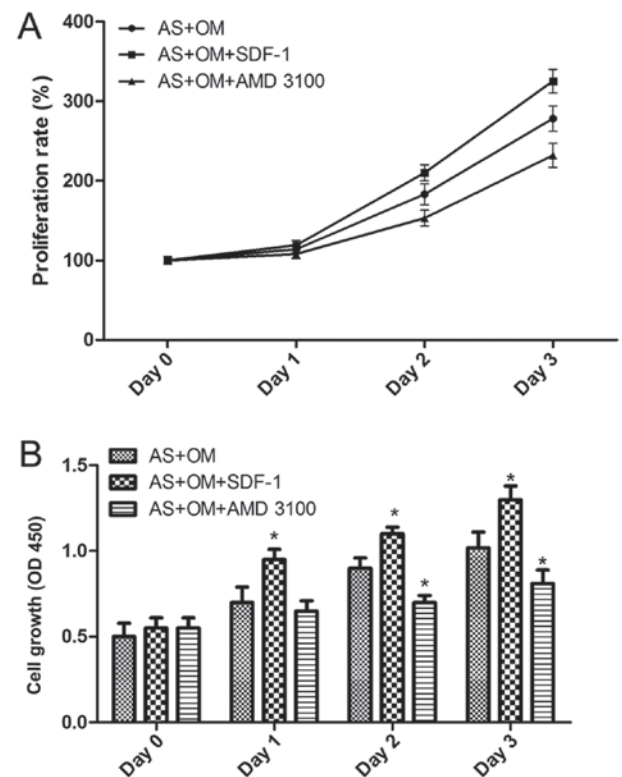 A
400
300
200
100
0
Proliferation rate (%)
AS+OM
AS+OM+SDF-1
AS+OM+AMD 3100
Day 0
Day 1
Day 2
Day 3
B
1.5
1.0
0.5
0.0
Cell growth (OD 450)
AS+OM
AS+OM+SDF-1
AS+OM+AMD 3100
*
*
*
*
*
Day 0
Day 1
Day 2
Day 3